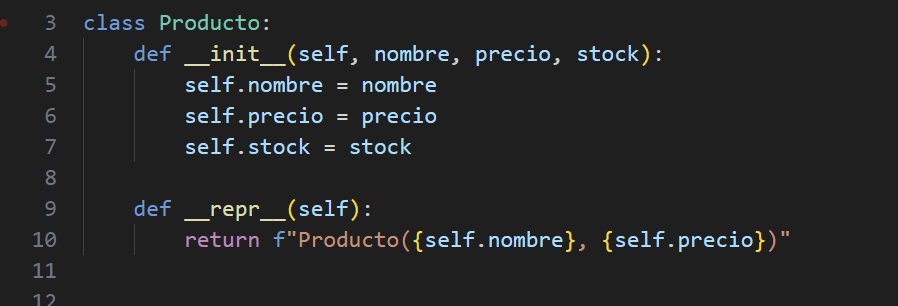 3 class Producto:
4     def __init__(self, nombre, precio, stock):
5         self.nombre = nombre
6         self.precio = precio
7         self.stock = stock
8
9     def __repr__(self):
10         return f"Producto({self.nombre}, {self.precio})"
11
12